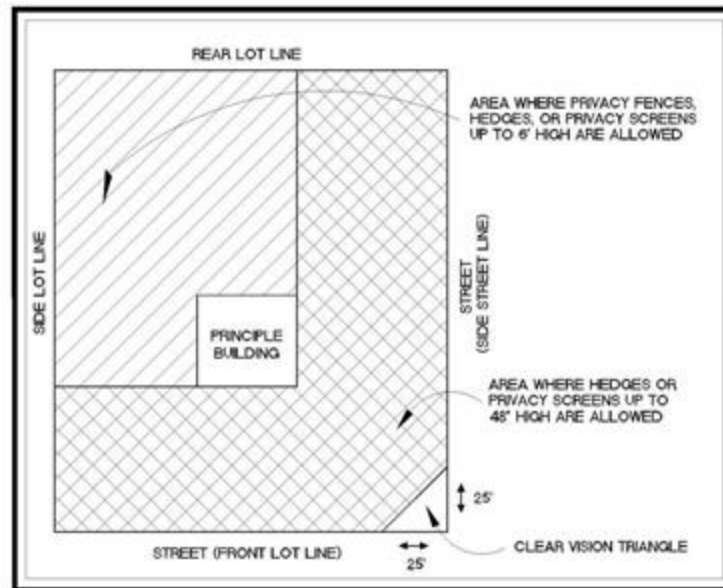 REAR LOT LINE
AREA WHERE PRIVACY FENCES,
HEDGES, OR PRIVACY SCREENS
UP TO 6' HIGH ARE ALLOWED
SIDE LOT LINE
STREET
(SIDE STREET LINE)
PRINCIPLE
BUILDING
AREA WHERE HEDGES OR
PRIVACY SCREENS UP TO
48" HIGH ARE ALLOWED
25'
CLEAR VISION TRIANGLE
STREET (FRONT LOT LINE)
25'